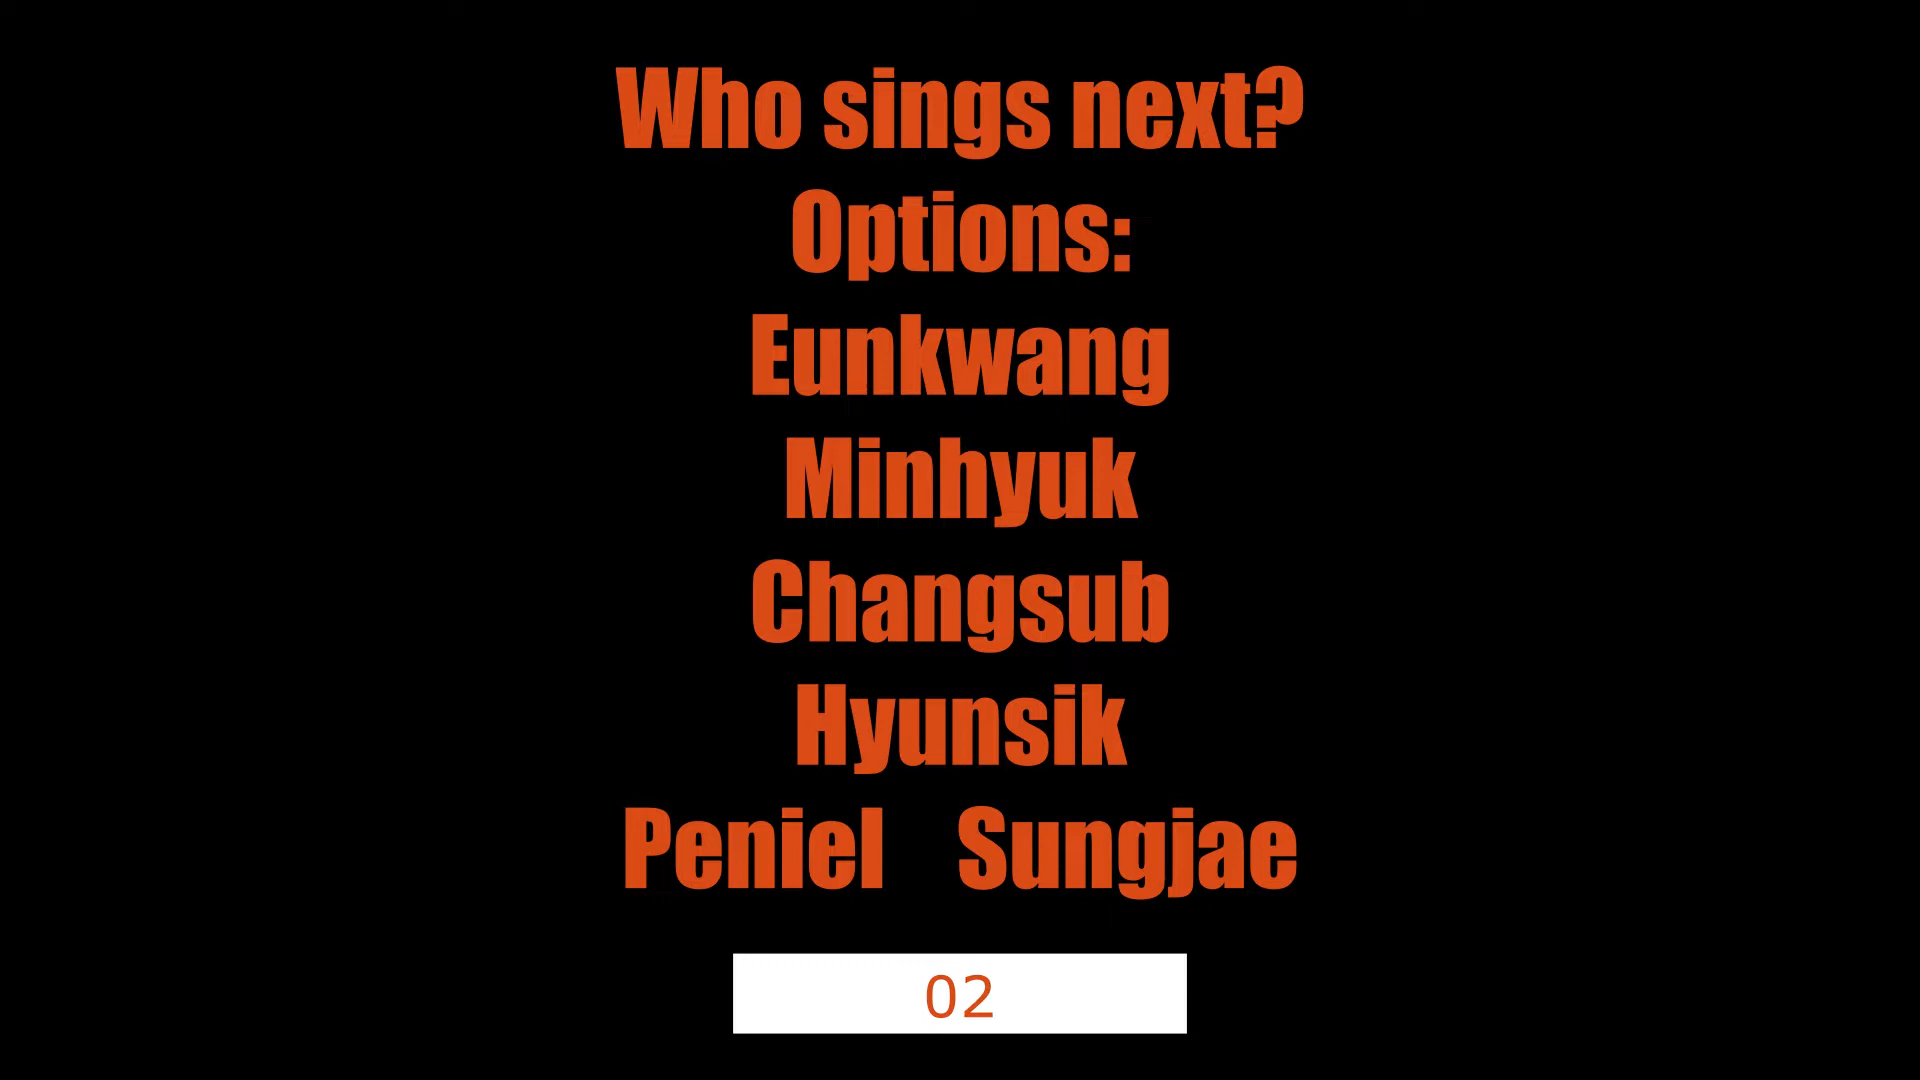 Who sings next?
Options:
Eunkwang
Minhyuk
Changsub
Hyunsik
Peniel Sungjae
02